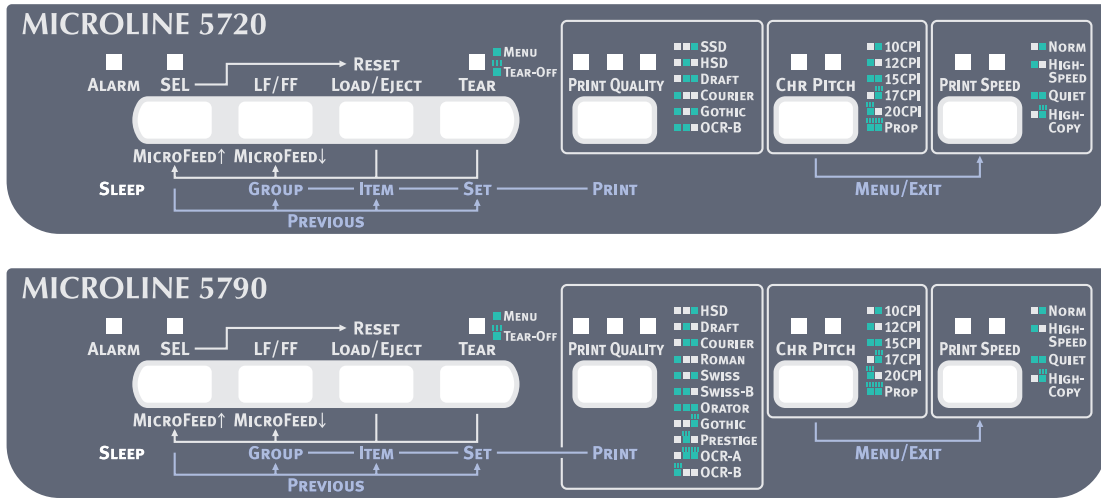 MICROLINE 5720
ALARM SEL RESET TEAR MENU TEAR-OFF
LF/FF LOAD/EJECT
MICROFEED↑ MICROFEED↓
SLEEP GROUP ITEM SET PRINT
PREVIOUS
PRINT QUALITY
SSD
HSD
DRAFT
COURIER
GOTHIC
OCR-B
CHR PITCH
10CPI
12CPI
15CPI
17CPI
20CPI
PROP
PRINT SPEED
NORM
HIGH-
SPEED
QUIET
HIGH-
COPY
MENU/EXIT
MICROLINE 5790
ALARM SEL RESET TEAR MENU TEAR-OFF
LF/FF LOAD/EJECT
MICROFEED↑ MICROFEED↓
SLEEP GROUP ITEM SET PRINT
PREVIOUS
PRINT QUALITY
HSD
DRAFT
COURIER
ROMAN
SWISS
SWISS-B
ORATOR
GOTHIC
PRESTIGE
OCR-A
OCR-B
CHR PITCH
10CPI
12CPI
15CPI
17CPI
20CPI
PROP
PRINT SPEED
NORM
HIGH-
SPEED
QUIET
HIGH-
COPY
MENU/EXIT